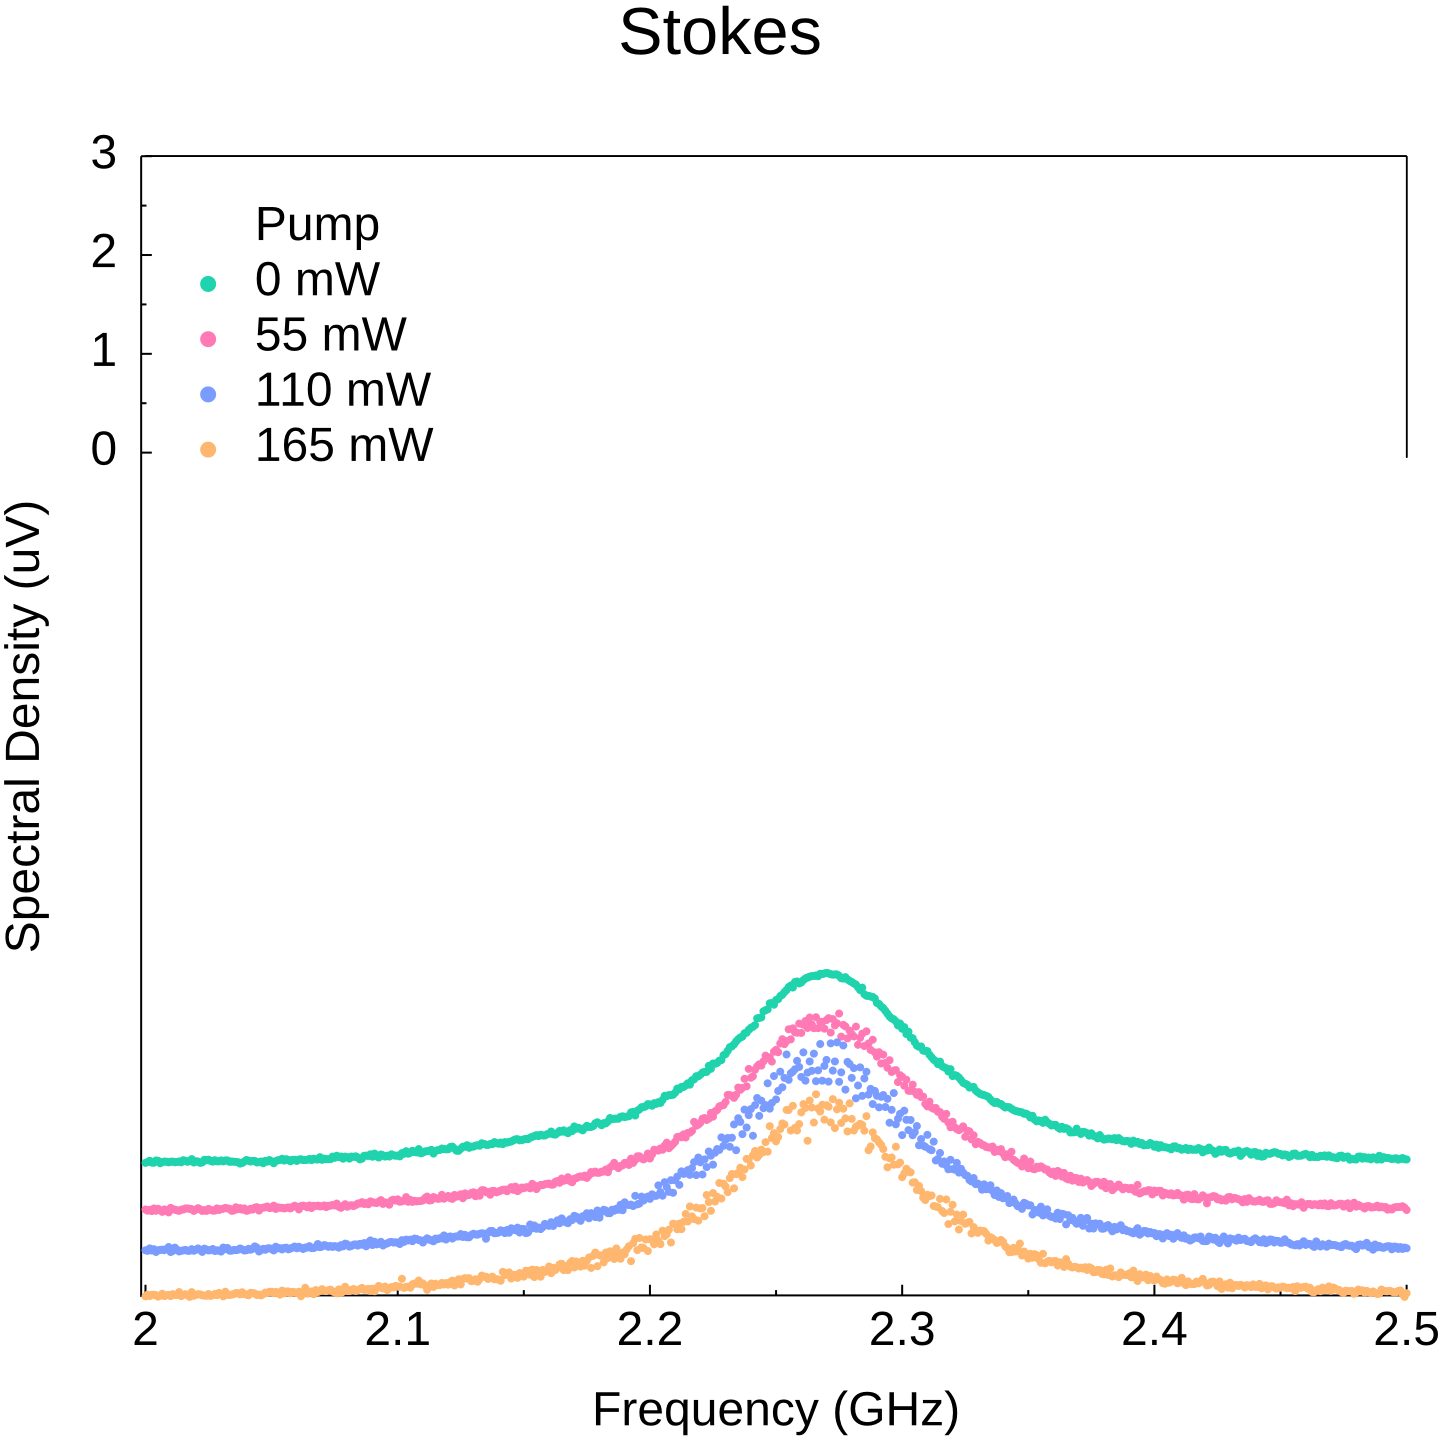 Stokes
3
2
1
0
Pump
0 mW
55 mW
110 mW
165 mW
Spectral Density (uV)
2 2.1 2.2 2.3 2.4 2.5
Frequency (GHz)